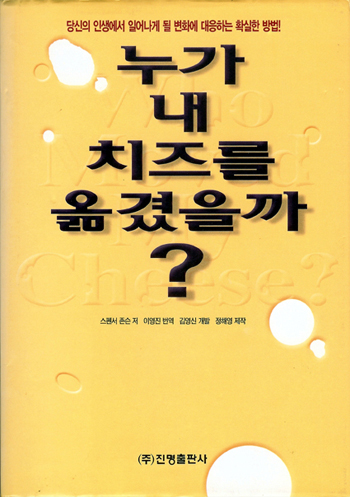 당신의 인생에서 일어나게 될 변화에 대응하는 확실한 방법!
누가
내
치즈를
옮겼을까
?
Who
Moved
My
Cheese?
스펜서 존슨 저 이영진 번역 김영신 개발 정해영 제작
(주)진명출판사